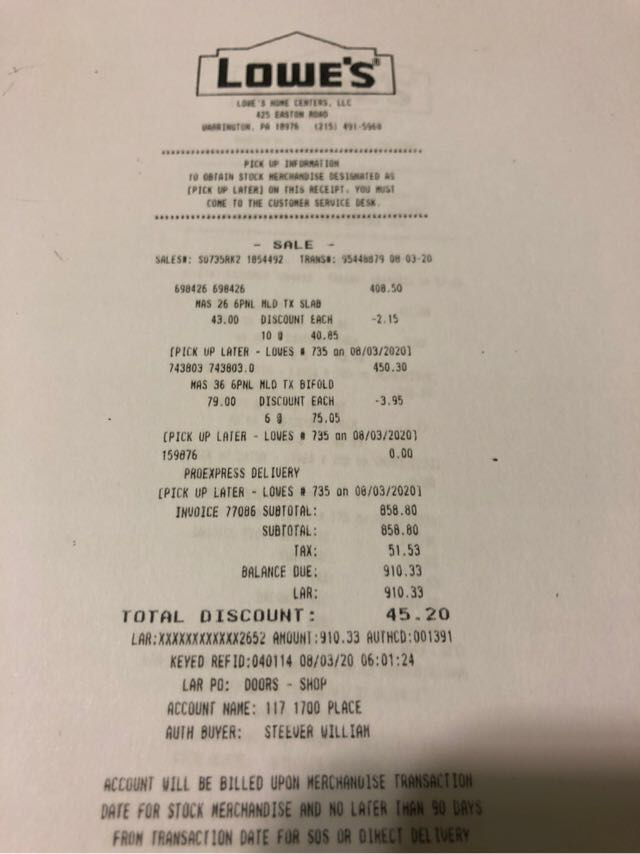 LOWE'S®
LOWE'S HOME CENTERS, LLC
425 EASTON ROAD
WARRINGTON, PA 18976 (215) 491-5960
****************************************
PICK UP INFORMATION
TO OBTAIN STOCK MERCHANDISE DESIGNATED AS
[PICK UP LATER] ON THIS RECEIPT, YOU MUST
COME TO THE CUSTOMER SERVICE DESK.
****************************************
- SALE -
SALES#: S0735RK2 1854492 TRANS#: 95448879 08-03-20
698426 698426 408.50
MAS 26 6PNL MLD TX SLAB
43.00 DISCOUNT EACH -2.15
10 @ 40.85
[PICK UP LATER - LOWES # 735 on 08/03/2020]
743803 743803.0 450.30
MAS 36 6PNL MLD TX BIFOLD
79.00 DISCOUNT EACH -3.95
6 @ 75.05
[PICK UP LATER - LOWES # 735 on 08/03/2020]
159876 0.00
PROEXPRESS DELIVERY
[PICK UP LATER - LOWES # 735 on 08/03/2020]
INVOICE 77086 SUBTOTAL: 858.80
SUBTOTAL: 858.80
TAX: 51.53
BALANCE DUE: 910.33
LAR: 910.33
TOTAL DISCOUNT: 45.20
LAR:XXXXXXXXXXXX2652 AMOUNT:910.33 AUTHCD:001391
KEYED REFID:040114 08/03/20 06:01:24
LAR PO: DOORS - SHOP
ACCOUNT NAME: 117 1700 PLACE
AUTH BUYER: STEEVER WILLIAM
ACCOUNT WILL BE BILLED UPON MERCHANDISE TRANSACTION
DATE FOR STOCK MERCHANDISE AND NO LATER THAN 90 DAYS
FROM TRANSACTION DATE FOR SOS OR DIRECT DELIVERY